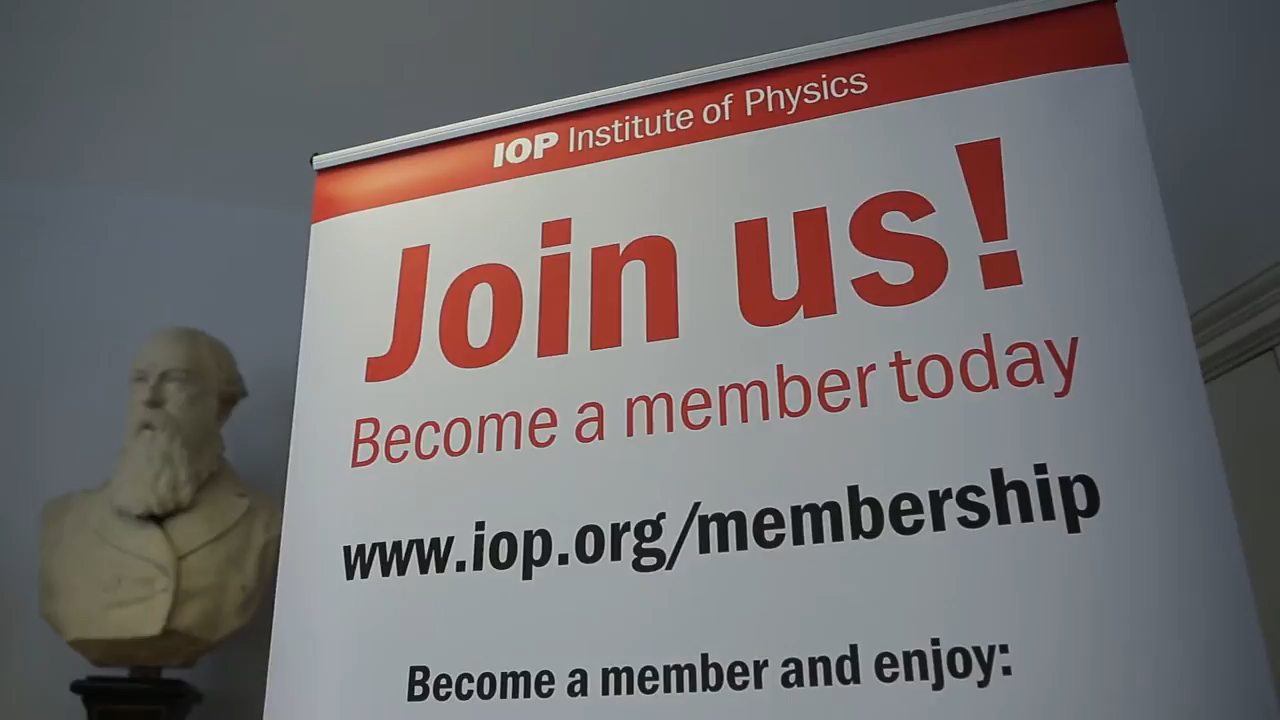 IOP Institute of Physics
Join us!
Become a member today
www.iop.org/membership
Become a member and enjoy: